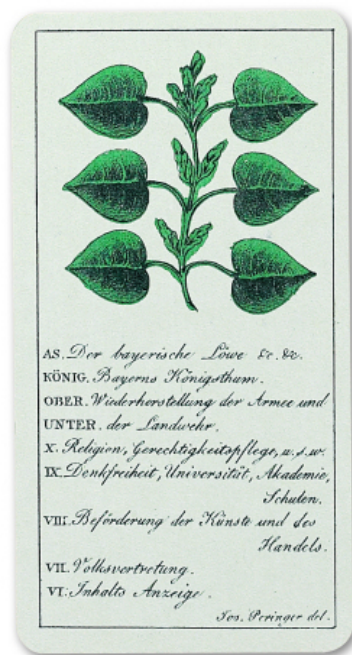 AS. Der bayerische Löwe &c. &c.
KÖNIG. Bayerns Königsthum.
OBER. Wiederherstellung der Armee und
UNTER. der Landwehr.
X. Religion, Gerechtigkeitspflege, u. s. w.
IX. Denkfreiheit, Universität, Akademie,
Schulen.
VIII. Beförderung der Künste und des
Handels.
VII. Volksvertretung.
VI. Inhalts Anzeige.
Jos. Peringer del.